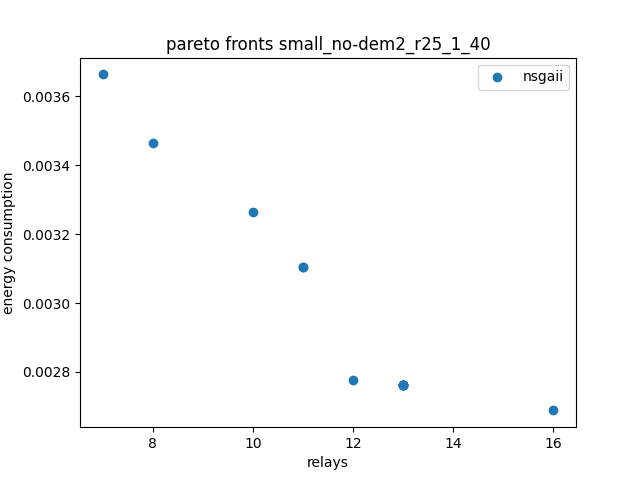 pareto fronts small_no-dem2_r25_1_40
nsgaii
energy consumption
0.0036
0.0034
0.0032
0.0030
0.0028
8 10 12 14 16
relays